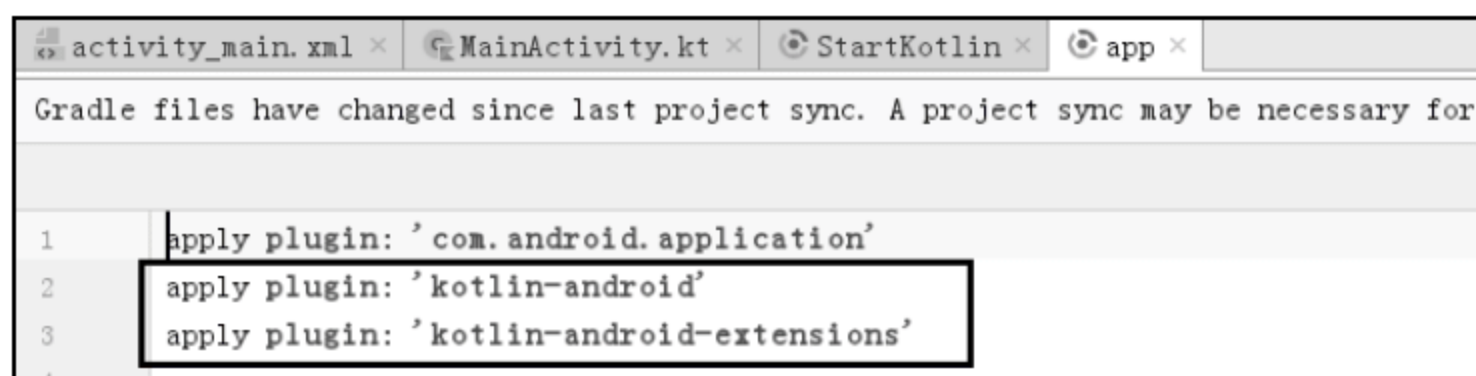 activity_main.xml × MainActivity.kt × StartKotlin × app ×
Gradle files have changed since last project sync. A project sync may be necessary for
1 apply plugin: 'com.android.application'
2 apply plugin: 'kotlin-android'
3 apply plugin: 'kotlin-android-extensions'